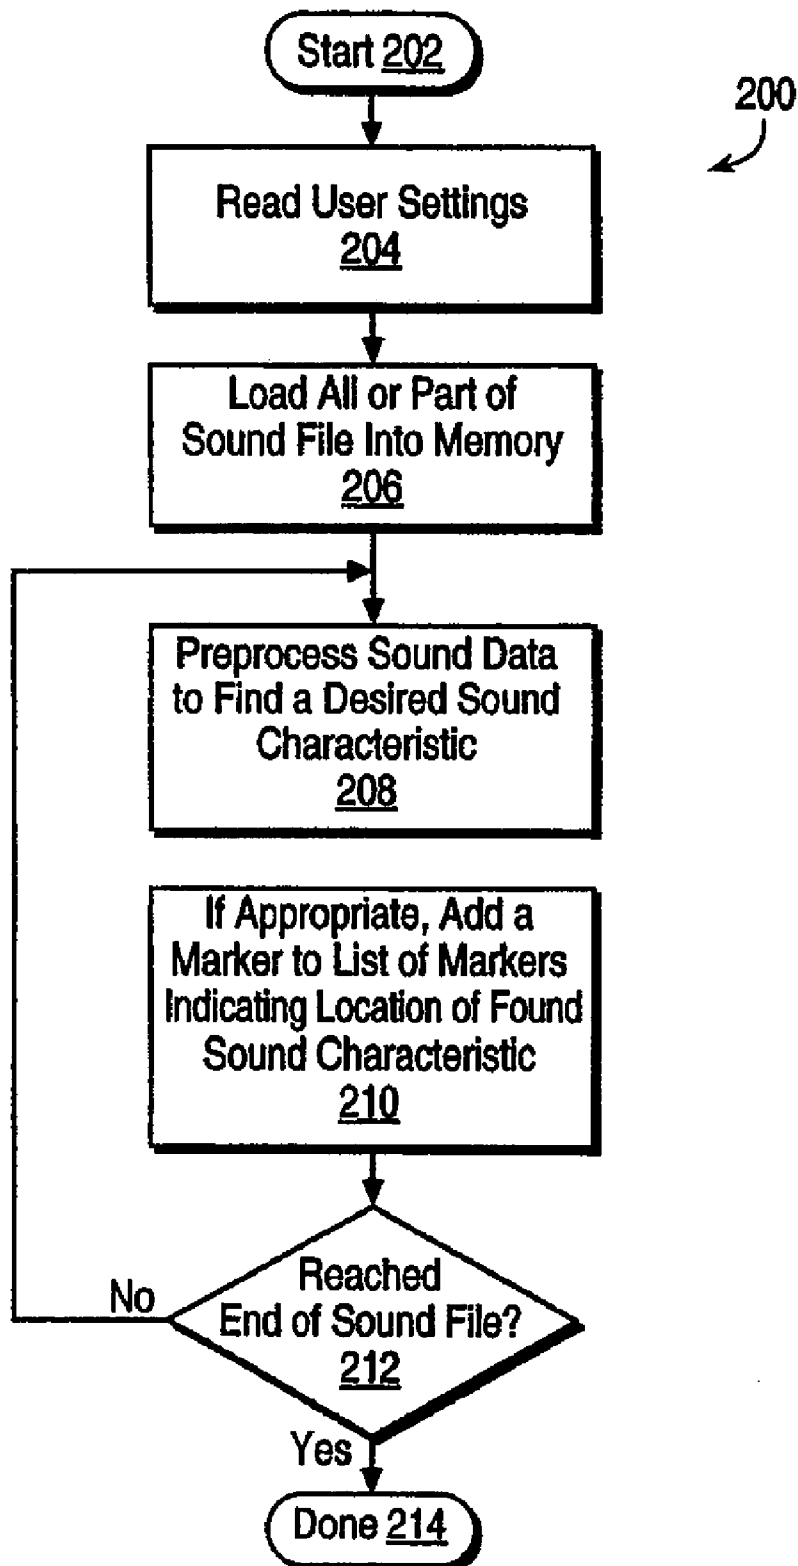 Start 202
200
Read User Settings
204
Load All or Part of
Sound File Into Memory
206
Preprocess Sound Data
to Find a Desired Sound
Characteristic
208
If Appropriate, Add a
Marker to List of Markers
Indicating Location of Found
Sound Characteristic
210
Reached
End of Sound File?
212
No
Yes
Done 214